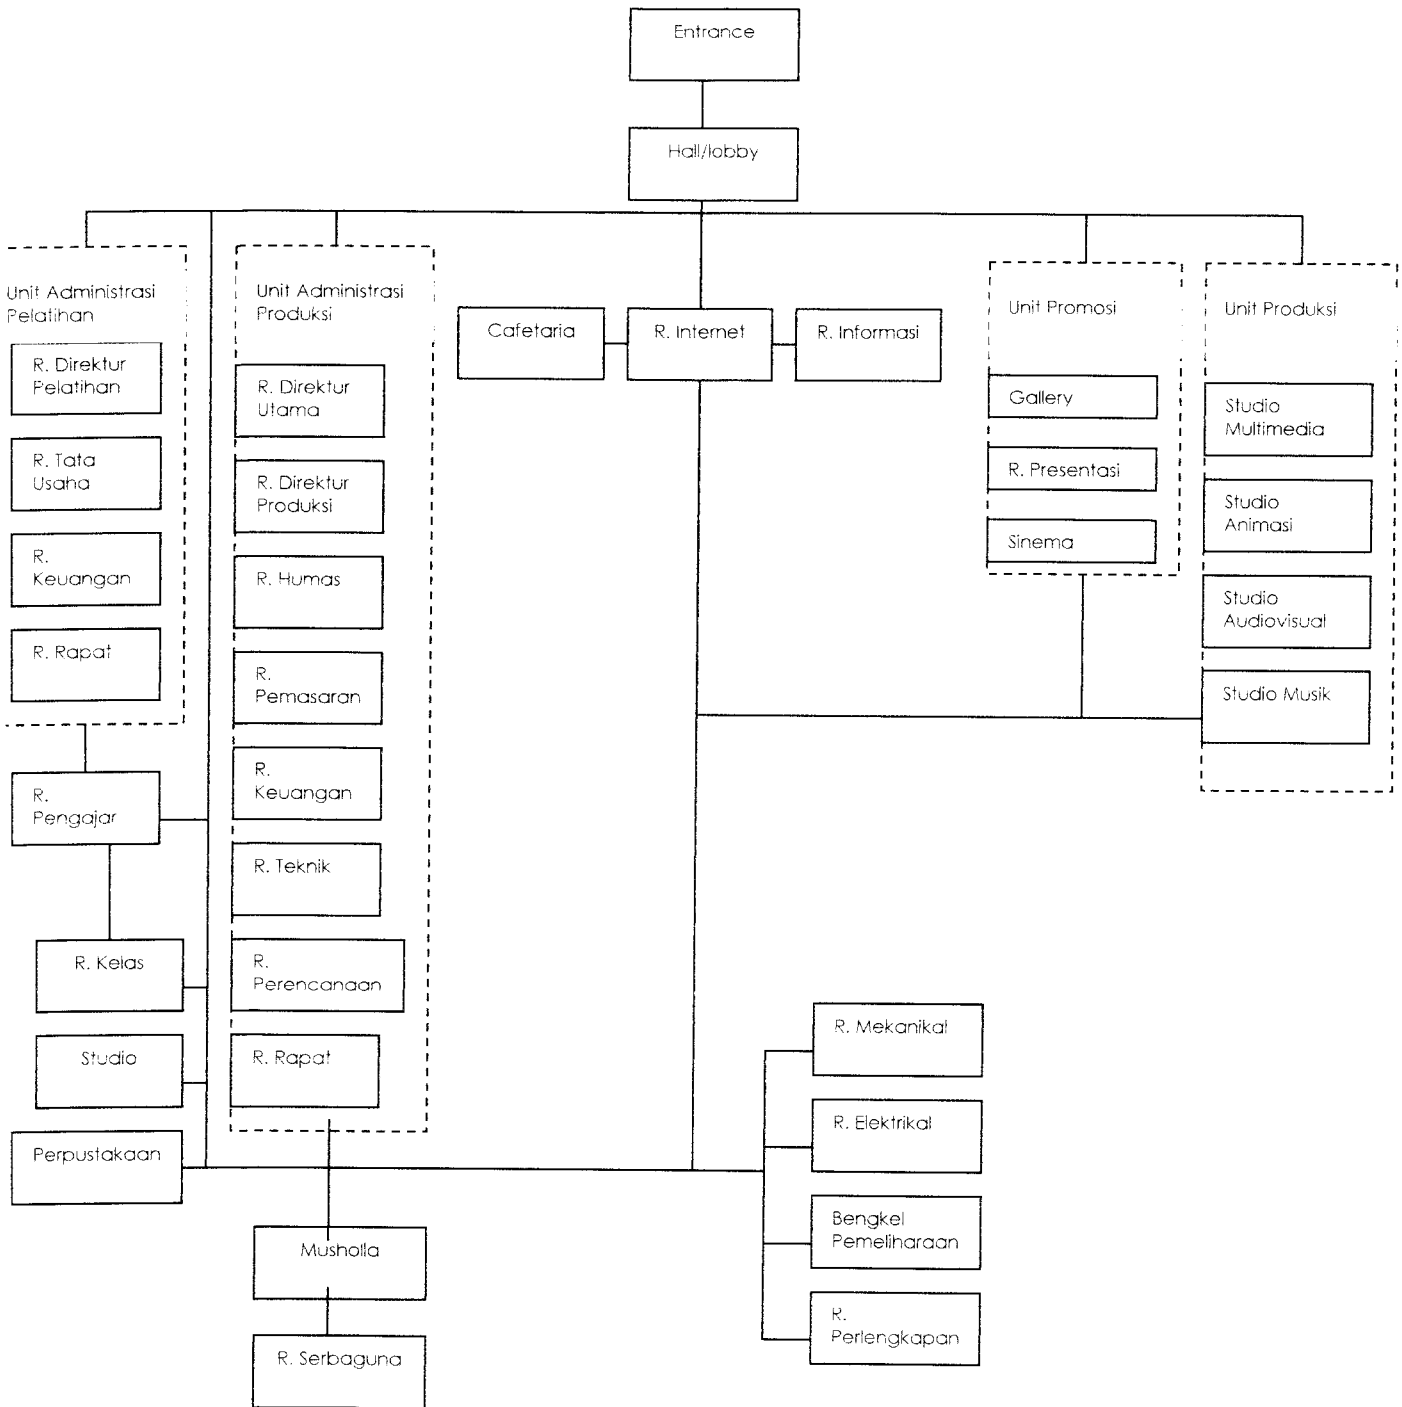 Entrance
Hall/lobby
Unit Administrasi
Pelatihan
R. Direktur
Pelatihan
R. Tata
Usaha
R.
Keuangan
R. Rapat
R.
Pengajar
R. Kelas
Studio
Perpustakaan
Unit Administrasi
Produksi
R. Direktur
Utama
R. Direktur
Produksi
R. Humas
R.
Pemasaran
R.
Keuangan
R. Teknik
R.
Perencanaan
R. Rapat
Musholla
R. Serbaguna
Cafetaria
R. Internet
R. Informasi
Unit Promosi
Gallery
R. Presentasi
Sinema
Unit Produksi
Studio
Multimedia
Studio
Animasi
Studio
Audiovisual
Studio Musik
R. Mekanikal
R. Elektrikal
Bengkel
Pemeliharaan
R.
Perlengkapan